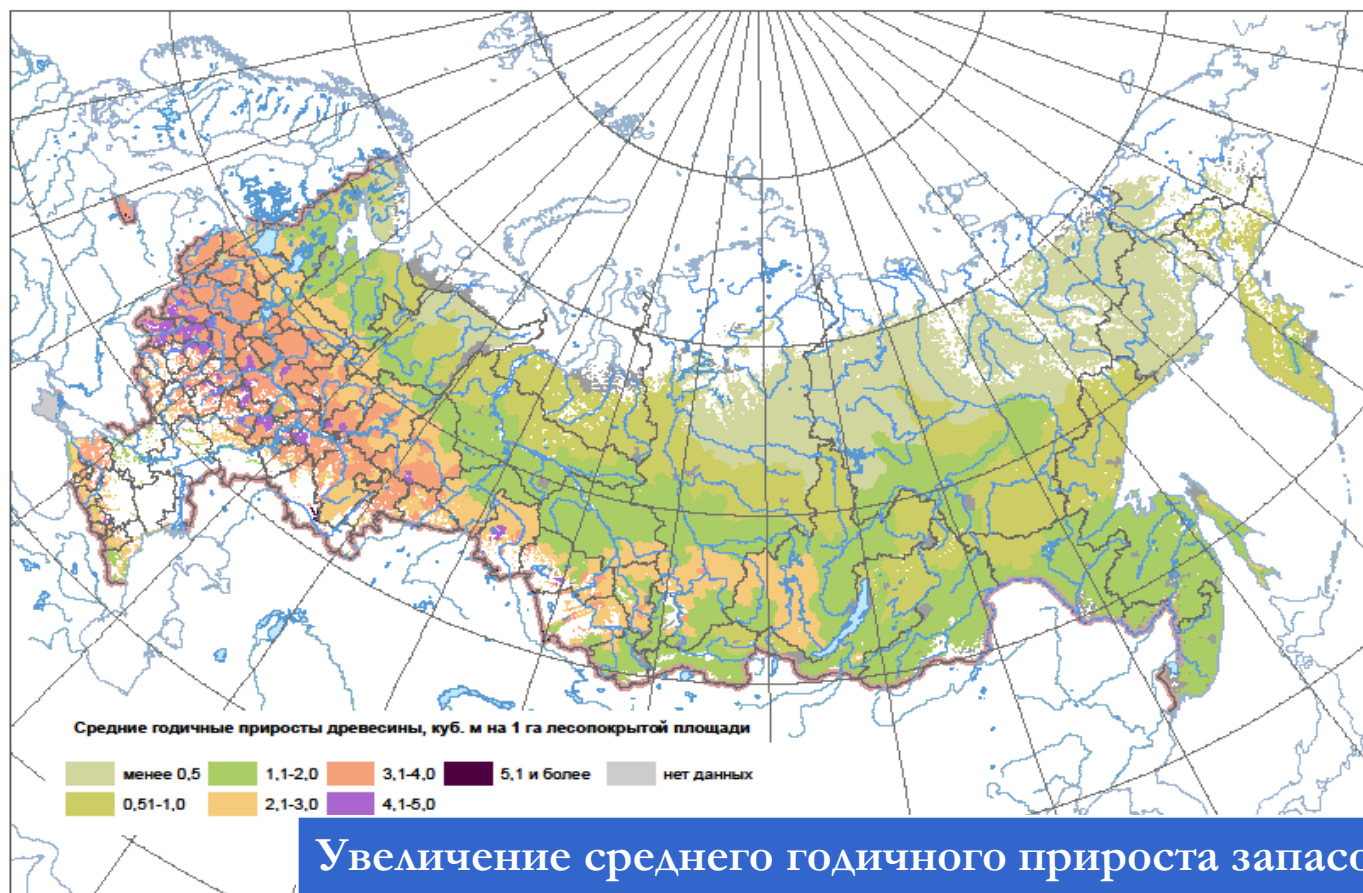 Средние годичные приросты древесины, куб. м на 1 га лесопокрытой площади
менее 0,5 1,1-2,0 3,1-4,0 5,1 и более нет данных
0,51-1,0 2,1-3,0 4,1-5,0
Увеличение среднего годичного прироста